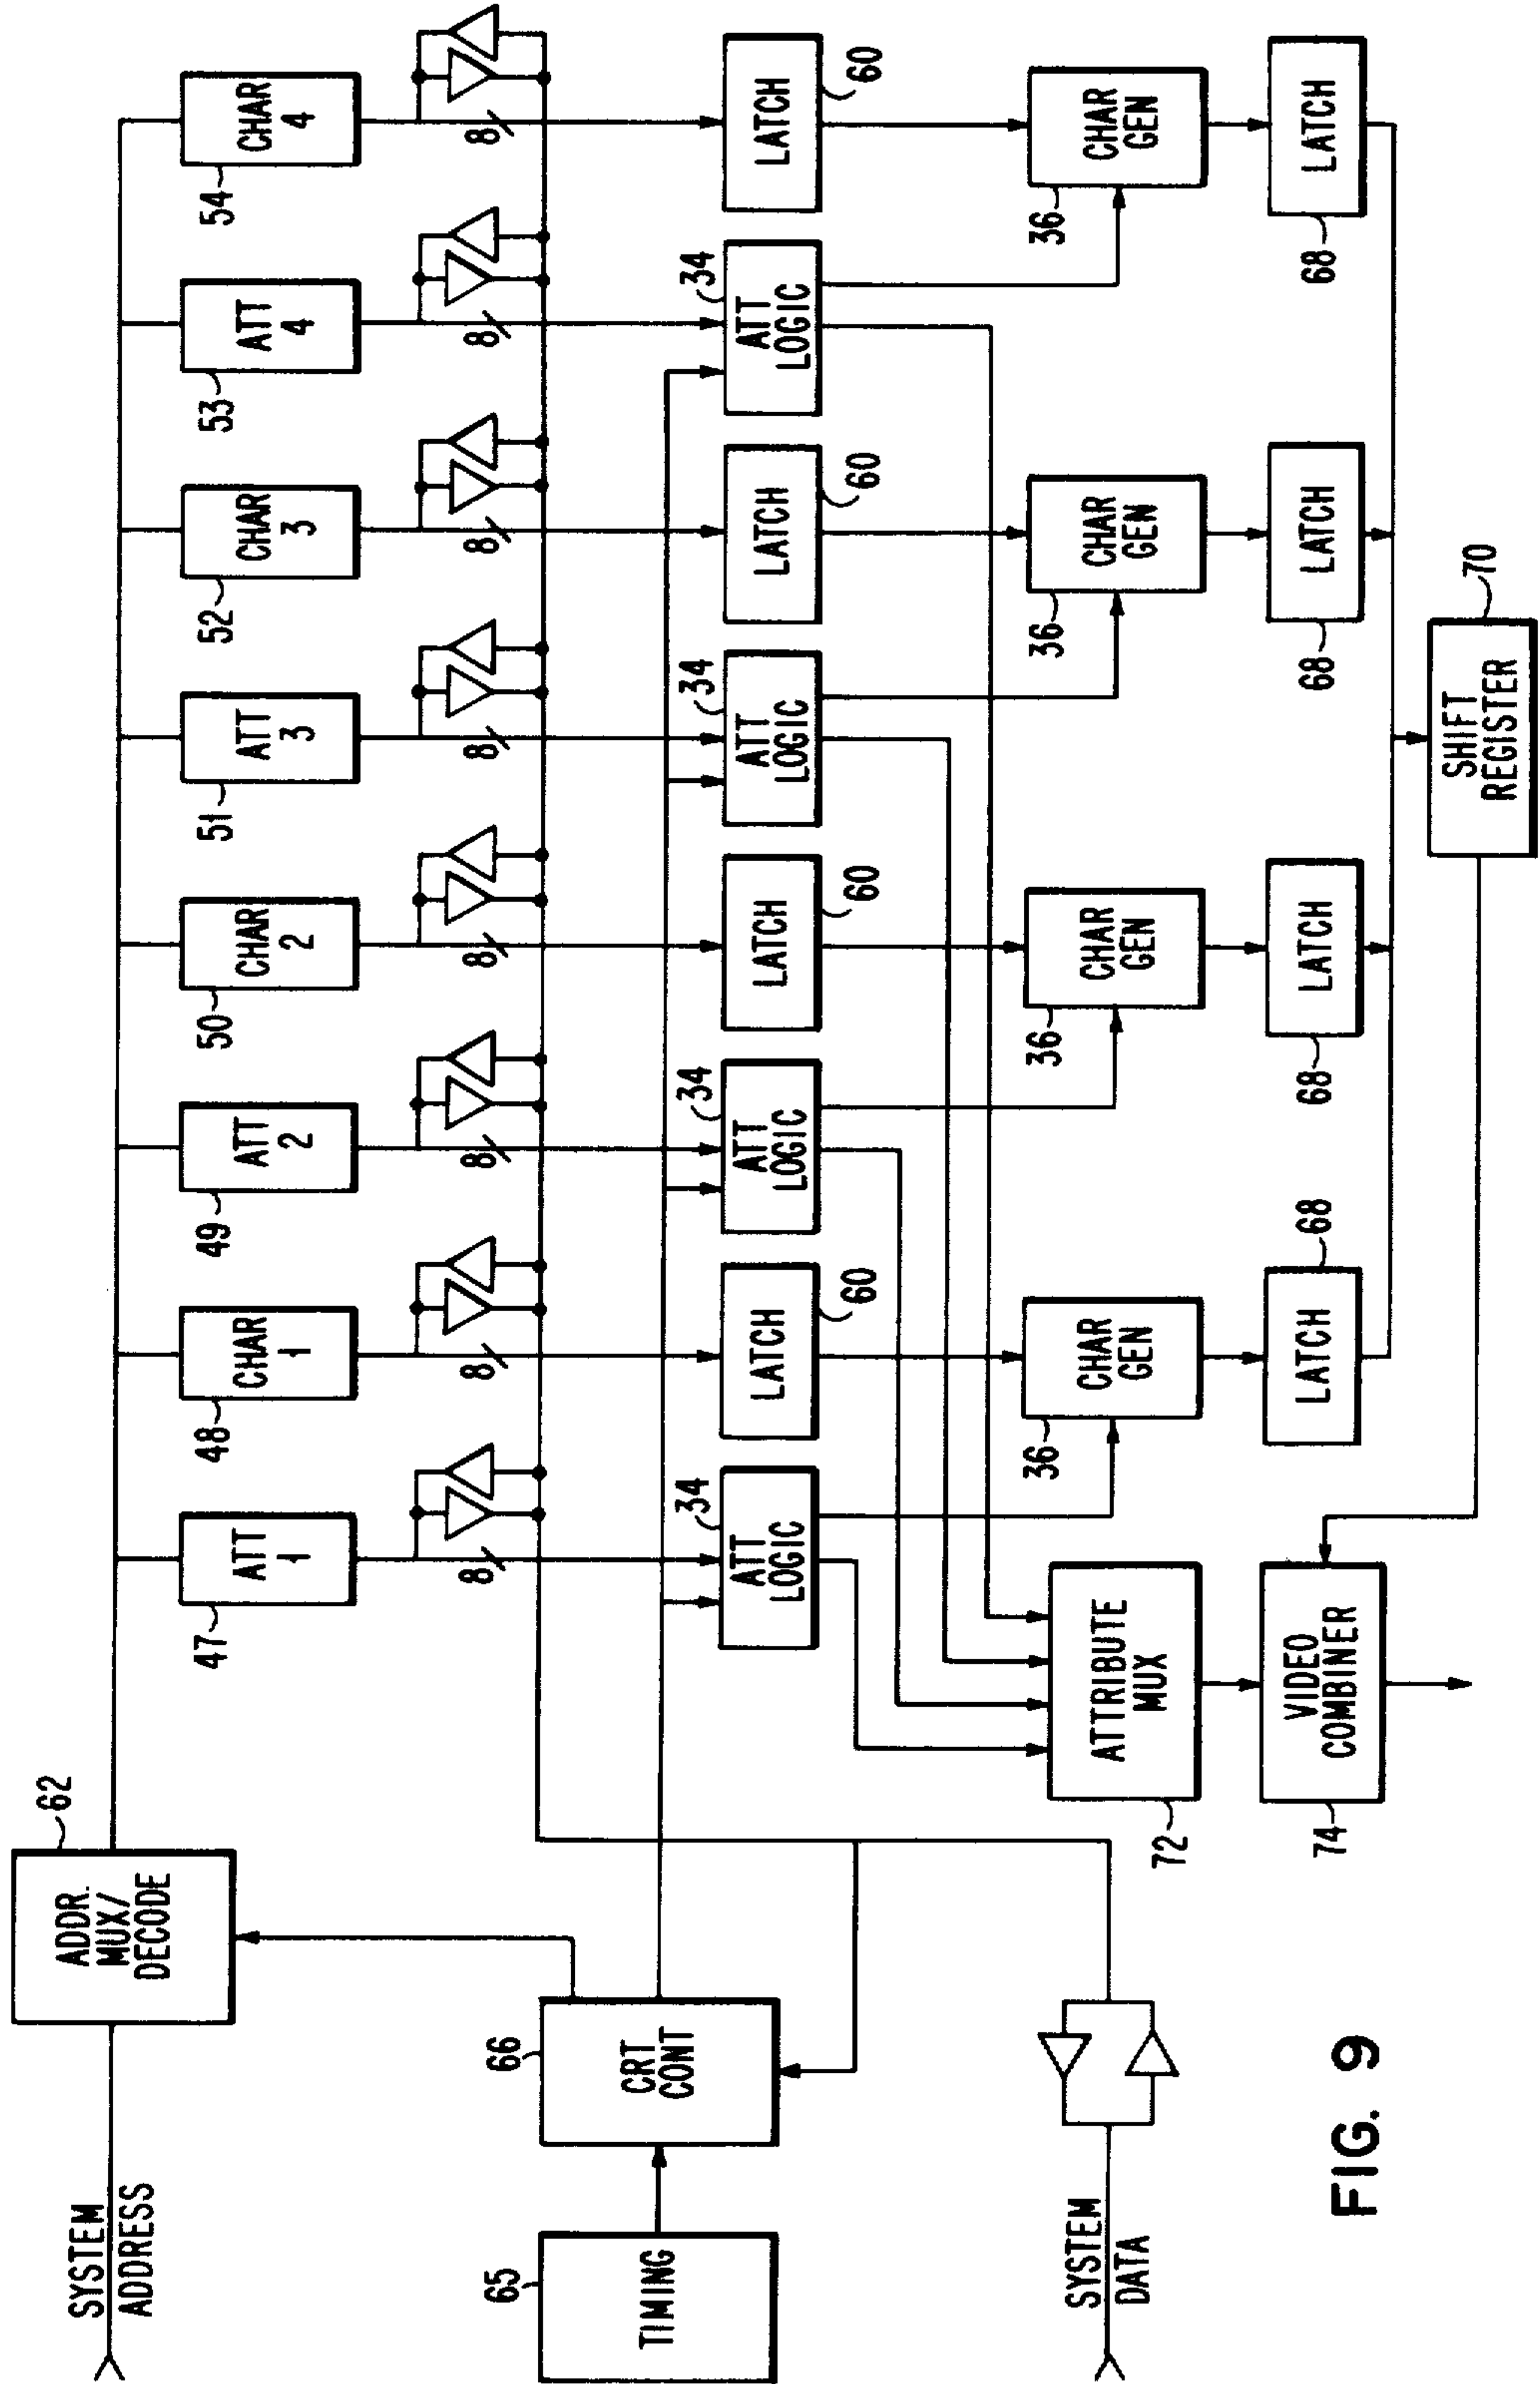 SYSTEM
ADDRESS
62
ADDR.
MUX/
DECODE
65
TIMING
66
CRT
CONT
SYSTEM
DATA
47
ATT
1
48
CHAR
1
49
ATT
2
50
CHAR
2
51
ATT
3
52
CHAR
3
53
ATT
4
54
CHAR
4
8
8
8
8
8
8
8
8
34
ATT
LOGIC
LATCH
60
34
ATT
LOGIC
LATCH
60
34
ATT
LOGIC
LATCH
60
34
ATT
LOGIC
LATCH
60
72
ATTRIBUTE
MUX
36
CHAR
GEN
36
CHAR
GEN
36
CHAR
GEN
36
CHAR
GEN
74
VIDEO
COMBINER
LATCH
68
68
LATCH
68
LATCH
68
LATCH
SHIFT
REGISTER
70
FIG. 9